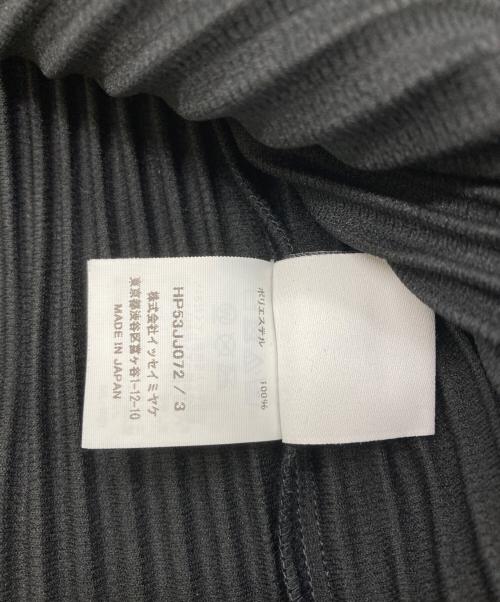 ポリエステル 100%
HP53JJ072 / 3
株式会社イッセイミヤケ
東京都渋谷区富ヶ谷1-12-10
MADE IN JAPAN